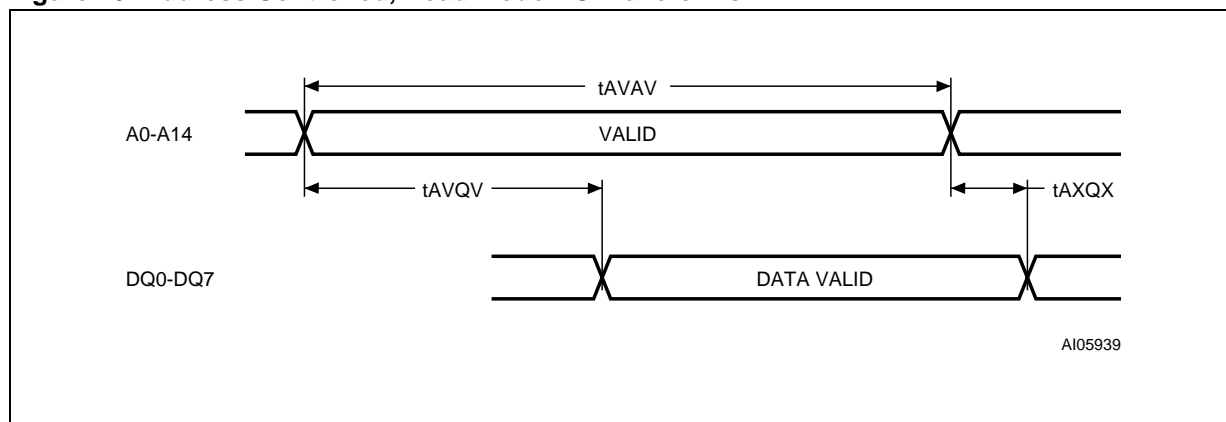 tAVAV
A0-A14
VALID
tAVQV
tAXQX
DQ0-DQ7
DATA VALID
AI05939